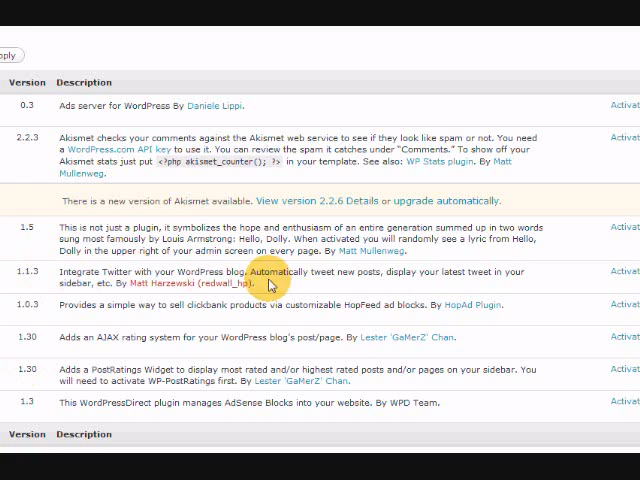 pply
Version Description
0.3 Ads server for WordPress By Daniele Lippi. Activat
2.2.3 Akismet checks your comments against the Akismet web service to see if they look like spam or not. You need Activat
a WordPress.com API key to use it. You can review the spam it catches under "Comments." To show off your
Akismet stats just put <?php akismet_counter(); ?> in your template. See also: WP Stats plugin. By Matt
Mullenweg.
There is a new version of Akismet available. View version 2.2.6 Details or upgrade automatically.
1.5 This is not just a plugin, it symbolizes the hope and enthusiasm of an entire generation summed up in two words Activat
sung most famously by Louis Armstrong: Hello, Dolly. When activated you will randomly see a lyric from Hello,
Dolly in the upper right of your admin screen on every page. By Matt Mullenweg.
1.1.3 Integrate Twitter with your WordPress blog. Automatically tweet new posts, display your latest tweet in your Activat
sidebar, etc. By Matt Harzewski (redwall_hp).
1.0.3 Provides a simple way to sell clickbank products via customizable HopFeed ad blocks. By HopAd Plugin. Activat
1.30 Adds an AJAX rating system for your WordPress blog's post/page. By Lester 'GaMerZ' Chan. Activat
1.30 Adds a PostRatings Widget to display most rated and/or highest rated posts and/or pages on your sidebar. You Activat
will need to activate WP-PostRatings first. By Lester 'GaMerZ' Chan.
1.3 This WordPressDirect plugin manages AdSense Blocks into your website. By WPD Team. Activat
Version Description